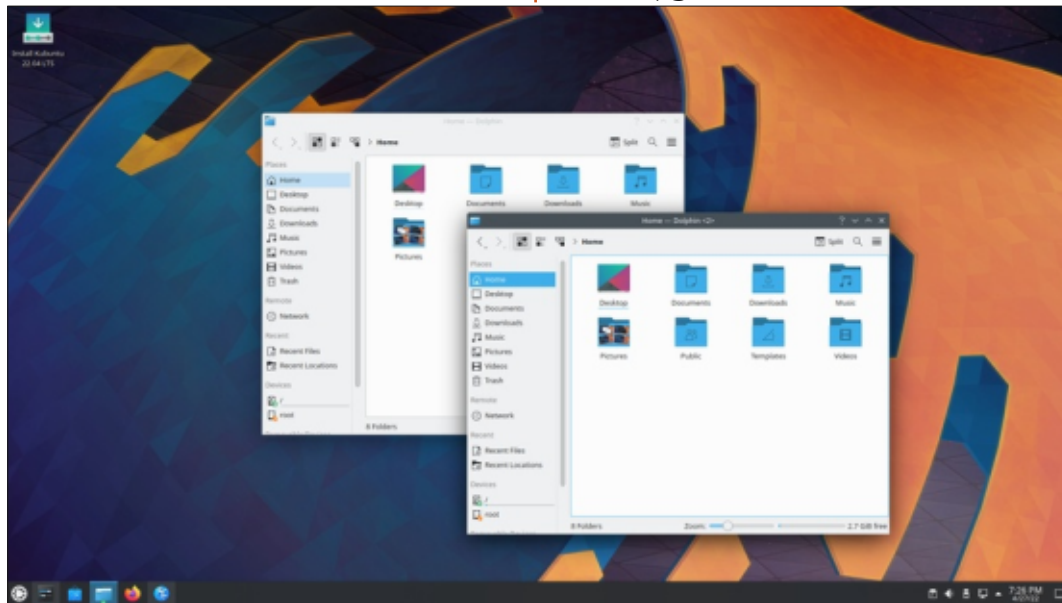 Install Kubuntu
22.04 LTS
Home — Dolphin
> Home
Split
Places
Home
Desktop
Documents
Downloads
Music
Pictures
Videos
Trash
Remote
Network
Recent
Recent Files
Recent Locations
Devices
/
root
Desktop
Documents
Downloads
Music
Pictures
8 Folders
Home — Dolphin <2>
> Home
Split
Places
Home
Desktop
Documents
Downloads
Music
Pictures
Videos
Trash
Remote
Network
Recent
Recent Files
Recent Locations
Devices
/
root
Desktop
Documents
Downloads
Music
Pictures
Public
Templates
Videos
8 Folders
Zoom:
2.7 GiB free
7:26 PM
4/27/22